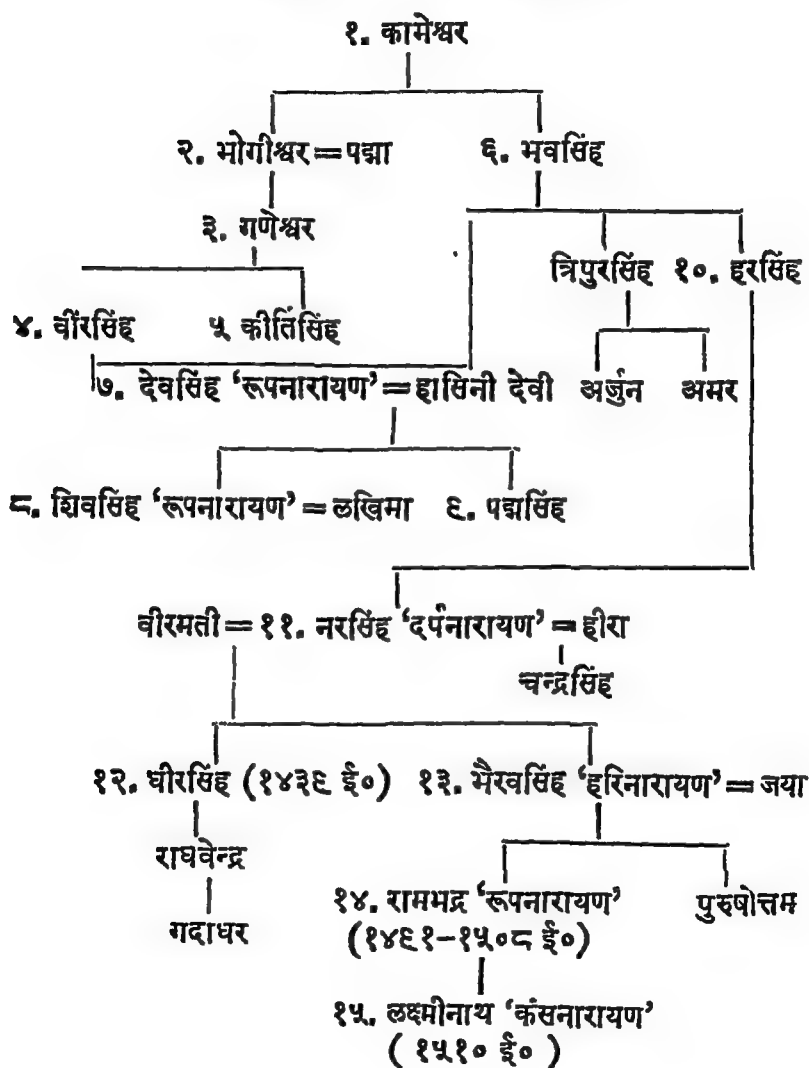 १. कामेश्वर
२. भोगीश्वर = पद्मा ६. भवसिंह
३. गणेश्वर
त्रिपुरसिंह १०. हरसिंह
४. वीरसिंह ५ कीर्तिसिंह
७. देवसिंह ‘रूपनारायण’ = हासिनी देवी अर्जुन अमर
८. शिवसिंह ‘रूपनारायण’ = लखिमा ९. पद्मसिंह
वीरमती = ११. नरसिंह ‘दर्पनारायण’ = हीरा
चन्द्रसिंह
१२. धीरसिंह (१४३९ ई०) १३. भैरवसिंह ‘हरिनारायण’ = जया
राघवेन्द्र
१४. रामभद्र ‘रूपनारायण’ पुरुषोत्तम
गदाधर (१४९१-१५०८ ई०)
१५. लक्ष्मीनाथ ‘कंसनारायण’
( १५१० ई० )